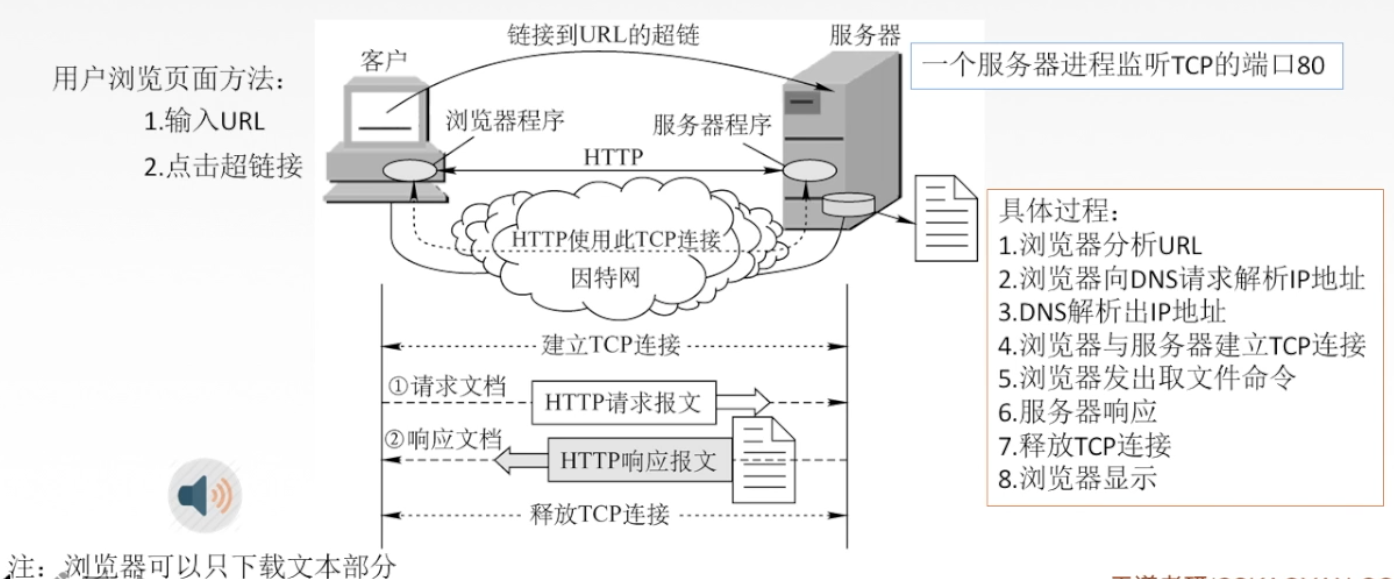 用户浏览页面方法：
1.输入URL
2.点击超链接
链接到URL的超链
客户
服务器
浏览器程序
服务器程序
HTTP
HTTP使用此TCP连接
因特网
建立TCP连接
①请求文档
HTTP请求报文
②响应文档
HTTP响应报文
释放TCP连接
一个服务器进程监听TCP的端口80
具体过程：
1.浏览器分析URL
2.浏览器向DNS请求解析IP地址
3.DNS解析出IP地址
4.浏览器与服务器建立TCP连接
5.浏览器发出取文件命令
6.服务器响应
7.释放TCP连接
8.浏览器显示
注：浏览器可以只下载文本部分